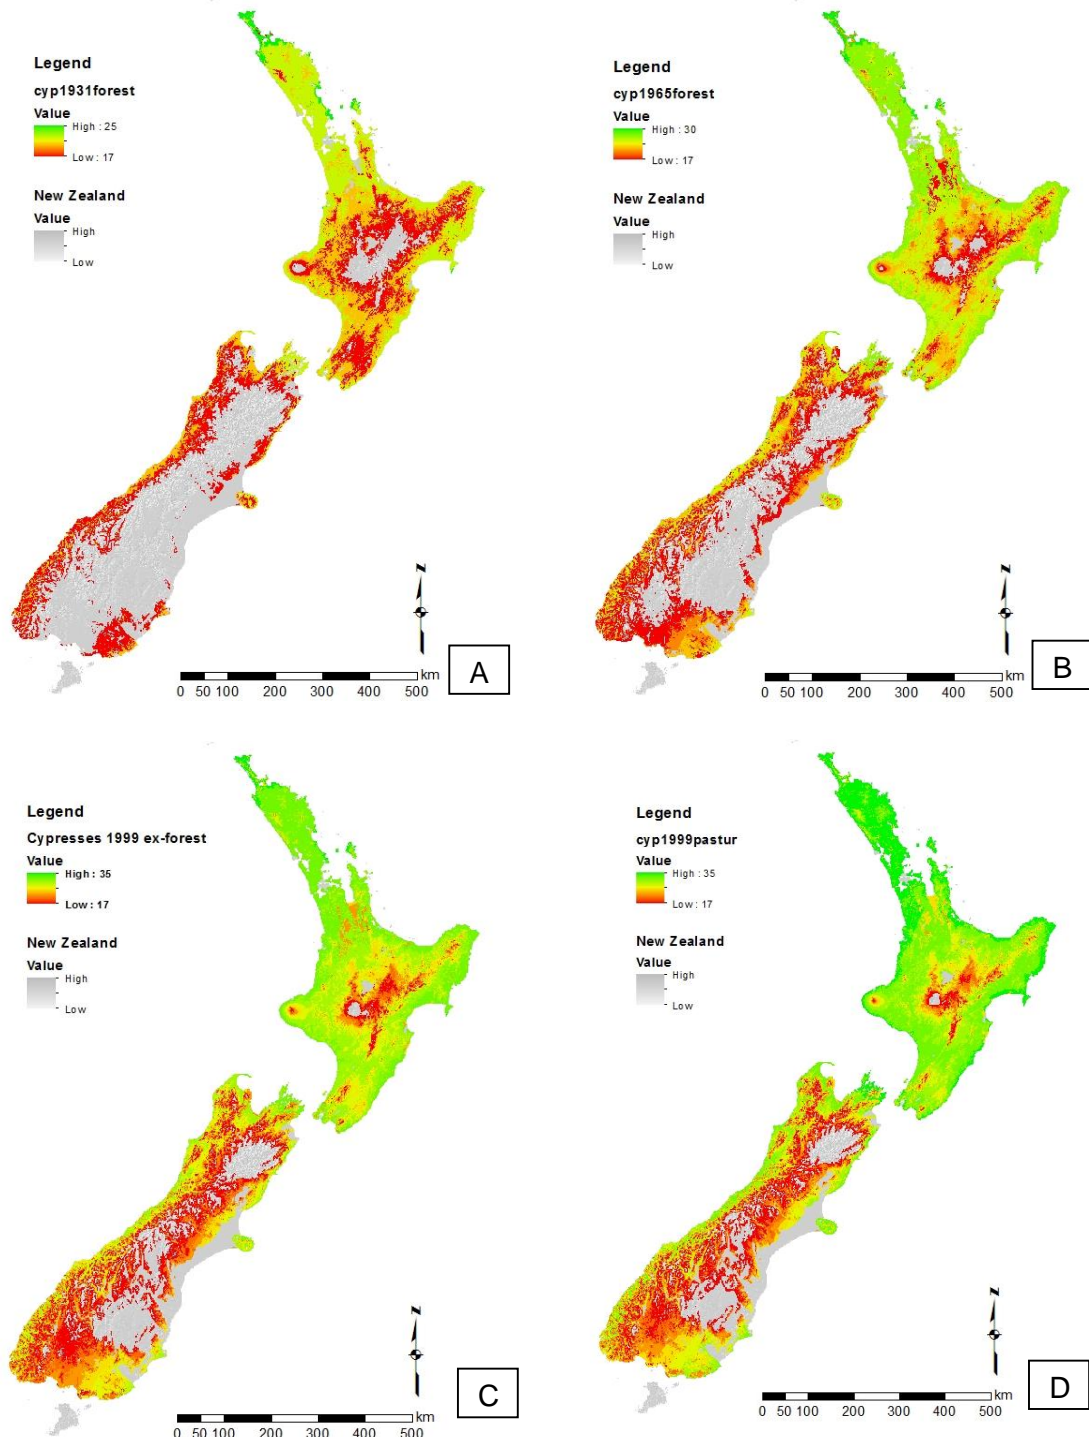 Legend
cyp1931forest
Value
High : 25
Low : 17
New Zealand
Value
High
Low
N
km
0 50 100 200 300 400 500
A
Legend
cyp1965forest
Value
High : 30
Low : 17
New Zealand
Value
High
Low
N
km
0 50 100 200 300 400 500
B
Legend
Cypresses 1999 ex-forest
Value
High : 35
Low : 17
New Zealand
Value
High
Low
N
km
0 50 100 200 300 400 500
C
Legend
cyp1999pastur
Value
High : 35
Low : 17
New Zealand
Value
High
Low
N
km
0 50 100 200 300 400 500
D